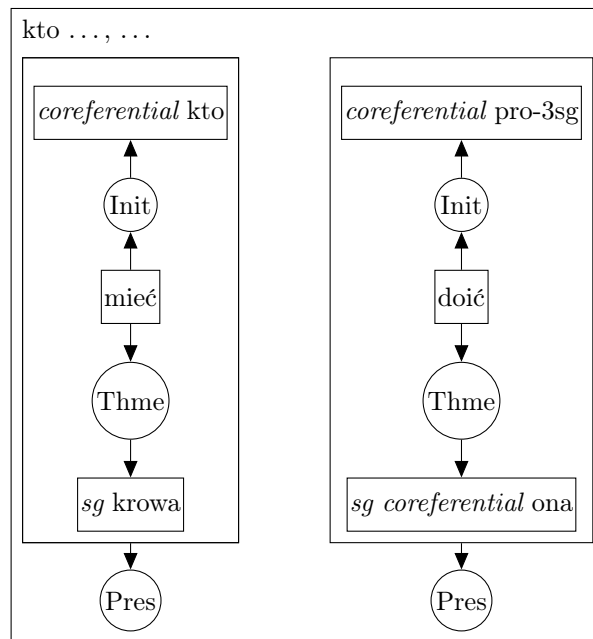 kto …, …
coreferential kto
coreferential pro-3sg
Init
Init
mieć
doić
Thme
Thme
sg krowa
sg coreferential ona
Pres
Pres